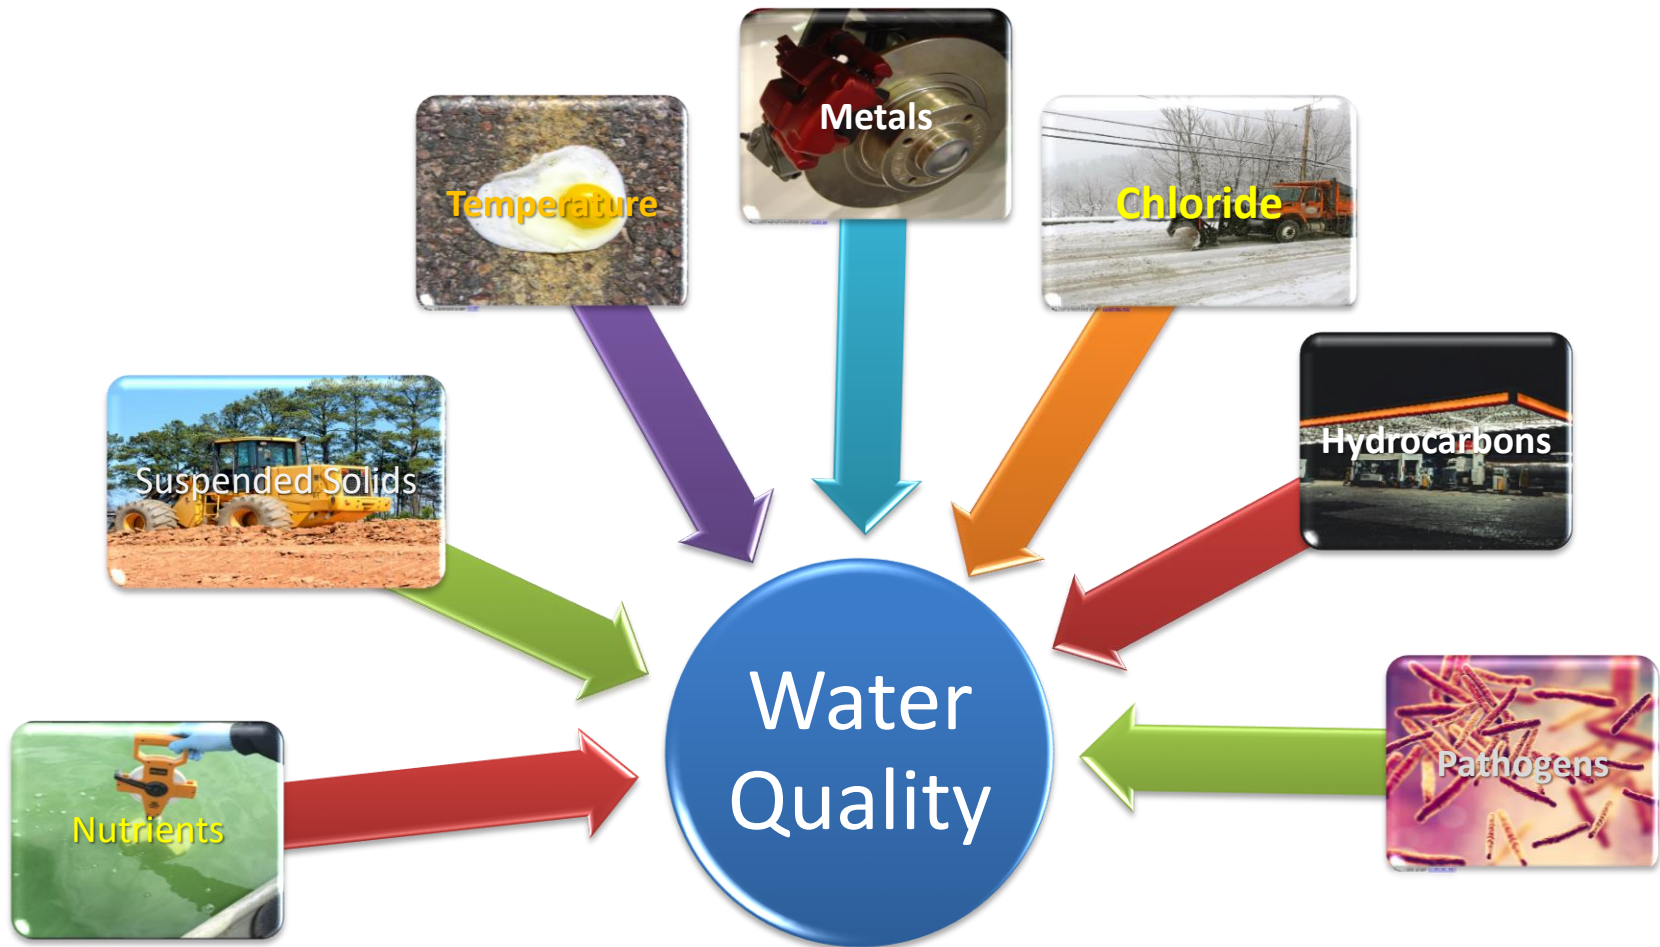 Metals
Temperature
Chloride
Hydrocarbons
Suspended Solids
Water
Quality
Pathogens
Nutrients